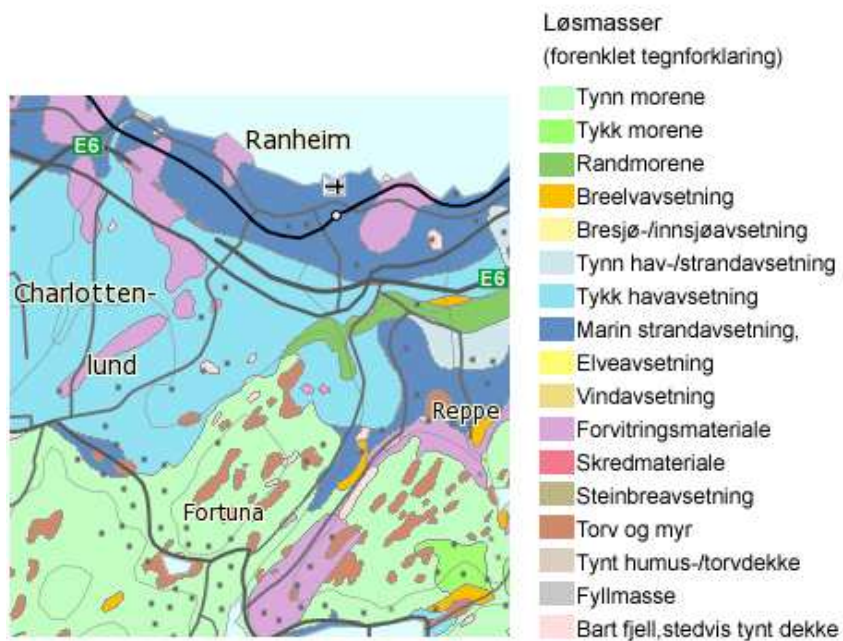 Løsmasser
(forenklet tegnforklaring)
Tynn morene
Tykk morene
Randmorene
Breelvavsetning
Bresjø-/innsjøavsetning
Tynn hav-/strandavsetning
Tykk havavsetning
Marin strandavsetning,
Elveavsetning
Vindavsetning
Forvitringsmateriale
Skredmateriale
Steinbreavsetning
Torv og myr
Tynt humus-/torvdekke
Fyllmasse
Bart fjell,stedvis tynt dekke
Ranheim
E6
E6
Charlotten-
lund
Reppe
Fortuna